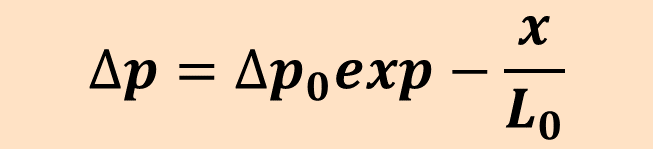 Δp = Δp₀exp − x/L₀